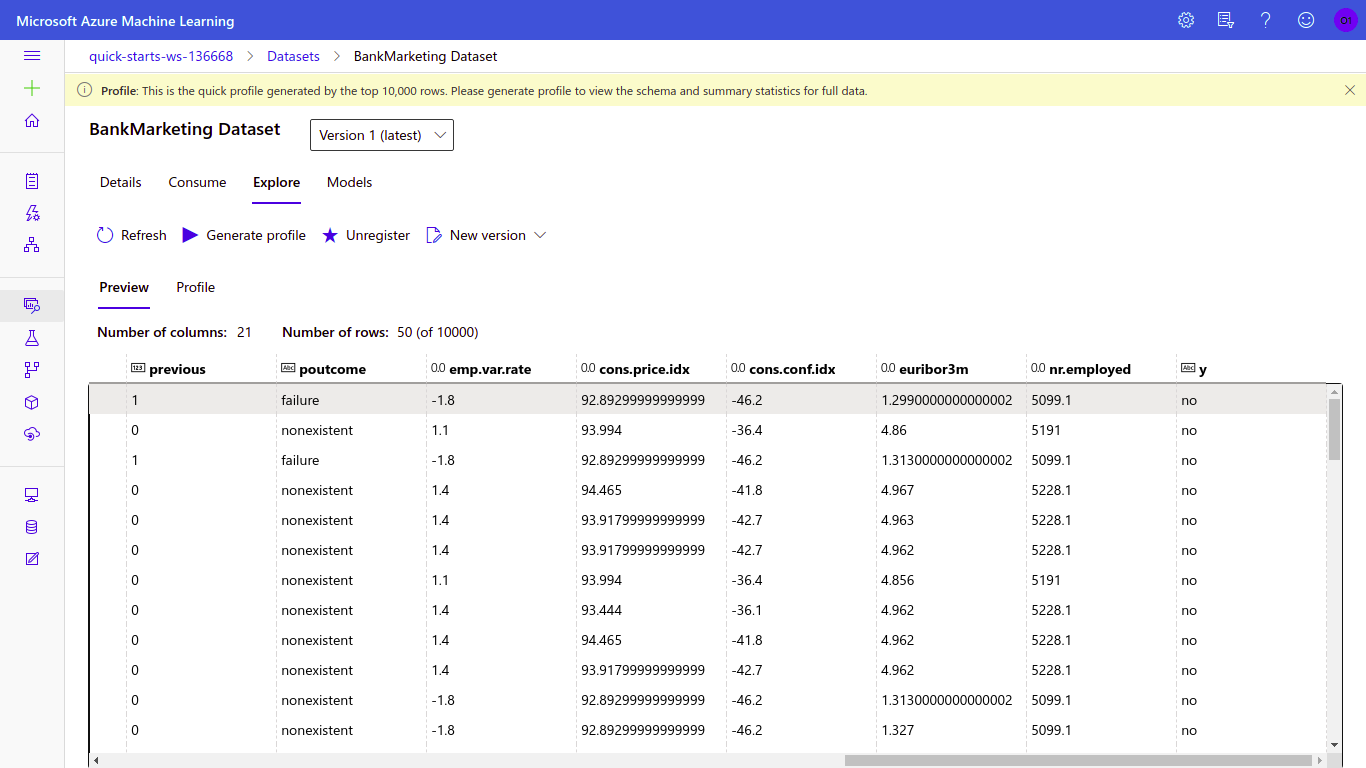 Microsoft Azure Machine Learning
O1
quick-starts-ws-136668 > Datasets > BankMarketing Dataset
Profile: This is the quick profile generated by the top 10,000 rows. Please generate profile to view the schema and summary statistics for full data.
BankMarketing Dataset Version 1 (latest)
Details Consume Explore Models
Refresh Generate profile Unregister New version
Preview Profile
Number of columns: 21 Number of rows: 50 (of 10000)
123 previous Abc poutcome 0.0 emp.var.rate 0.0 cons.price.idx 0.0 cons.conf.idx 0.0 euribor3m 0.0 nr.employed Abc y
1 failure -1.8 92.89299999999999 -46.2 1.2990000000000002 5099.1 no
0 nonexistent 1.1 93.994 -36.4 4.86 5191 no
1 failure -1.8 92.89299999999999 -46.2 1.3130000000000002 5099.1 no
0 nonexistent 1.4 94.465 -41.8 4.967 5228.1 no
0 nonexistent 1.4 93.91799999999999 -42.7 4.963 5228.1 no
0 nonexistent 1.4 93.91799999999999 -42.7 4.962 5228.1 no
0 nonexistent 1.1 93.994 -36.4 4.856 5191 no
0 nonexistent 1.4 93.444 -36.1 4.962 5228.1 no
0 nonexistent 1.4 94.465 -41.8 4.962 5228.1 no
0 nonexistent 1.4 93.91799999999999 -42.7 4.962 5228.1 no
0 nonexistent -1.8 92.89299999999999 -46.2 1.3130000000000002 5099.1 no
0 nonexistent -1.8 92.89299999999999 -46.2 1.327 5099.1 no